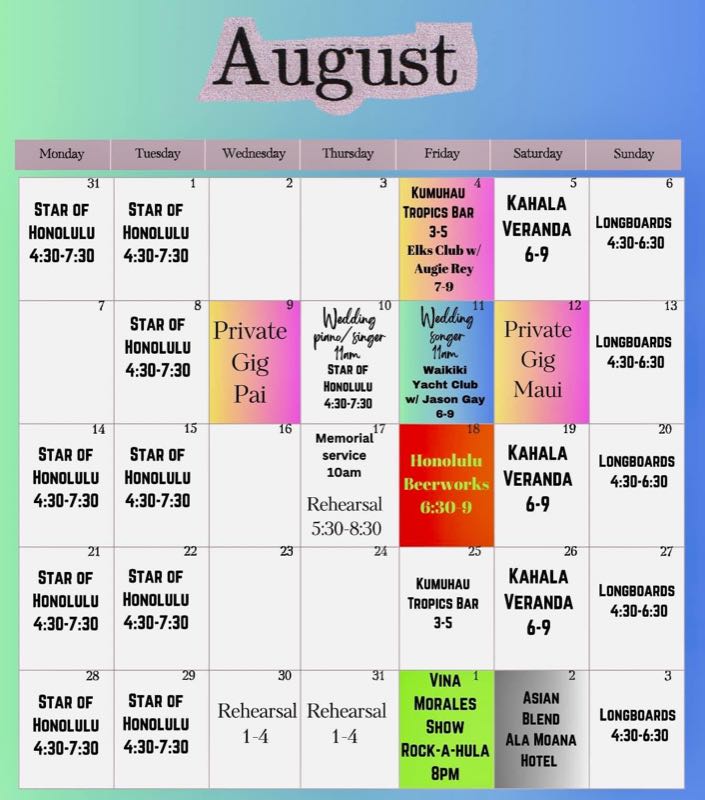 August
Monday Tuesday Wednesday Thursday Friday Saturday Sunday
31
Star of
Honolulu
4:30-7:30
1
Star of
Honolulu
4:30-7:30
2
3
4
Kumuhau
Tropics Bar
3-5
Elks Club w/
Augie Rey
7-9
5
Kahala
Veranda
6-9
6
Longboards
4:30-6:30
7
8
Star of
Honolulu
4:30-7:30
9
Private
Gig
Pai
10
Wedding
piano/singer
11am
Star of
Honolulu
4:30-7:30
11
Wedding
songer
11am
Waikiki
Yacht Club
w/ Jason Gay
6-9
12
Private
Gig
Maui
13
Longboards
4:30-6:30
14
Star of
Honolulu
4:30-7:30
15
Star of
Honolulu
4:30-7:30
16
17
Memorial
service
10am
Rehearsal
5:30-8:30
18
Honolulu
Beerworks
6:30-9
19
Kahala
Veranda
6-9
20
Longboards
4:30-6:30
21
Star of
Honolulu
4:30-7:30
22
Star of
Honolulu
4:30-7:30
23
24
25
Kumuhau
Tropics Bar
3-5
26
Kahala
Veranda
6-9
27
Longboards
4:30-6:30
28
Star of
Honolulu
4:30-7:30
29
Star of
Honolulu
4:30-7:30
30
Rehearsal
1-4
31
Rehearsal
1-4
1
Vina
Morales
Show
Rock-A-Hula
8pm
2
Asian
Blend
Ala Moana
Hotel
3
Longboards
4:30-6:30